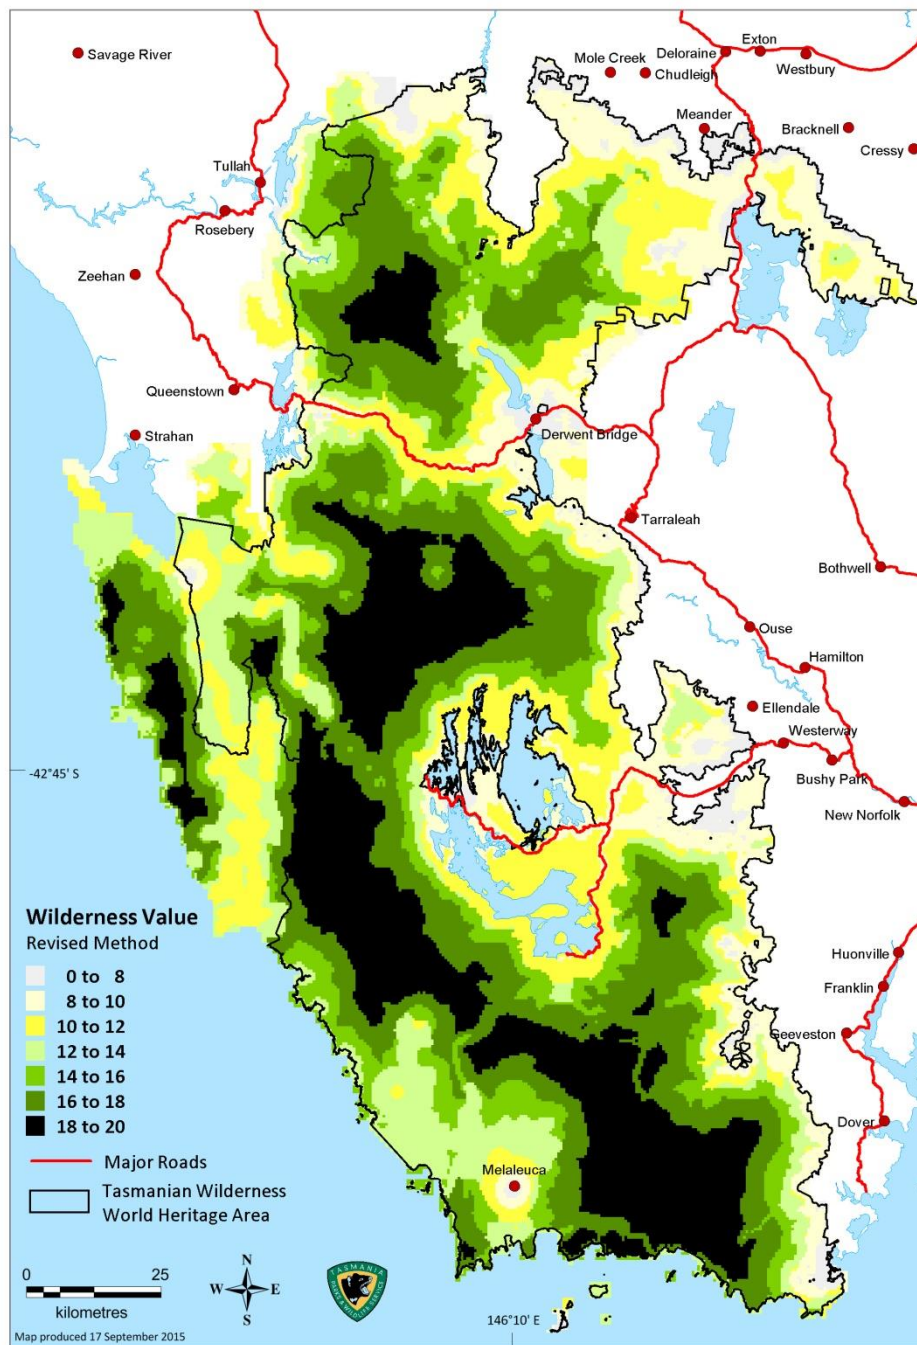 Savage River
Exton
Deloraine
Westbury
Mole Creek
Chudleigh
Meander
Bracknell
Cressy
Tullah
Rosebery
Zeehan
Queenstown
Strahan
Derwent Bridge
Tarraleah
Bothwell
Ouse
Hamilton
Ellendale
Westerway
-42°45' S
Bushy Park
New Norfolk
Wilderness Value
Revised Method
0 to 8
8 to 10
10 to 12
12 to 14
14 to 16
16 to 18
18 to 20
Major Roads
Tasmanian Wilderness
World Heritage Area
Huonville
Franklin
Geeveston
Dover
Melaleuca
0 25
kilometres
N
W E
S
TASMANIA
PARKS & WILDLIFE SERVICE
146°10' E
Map produced 17 September 2015